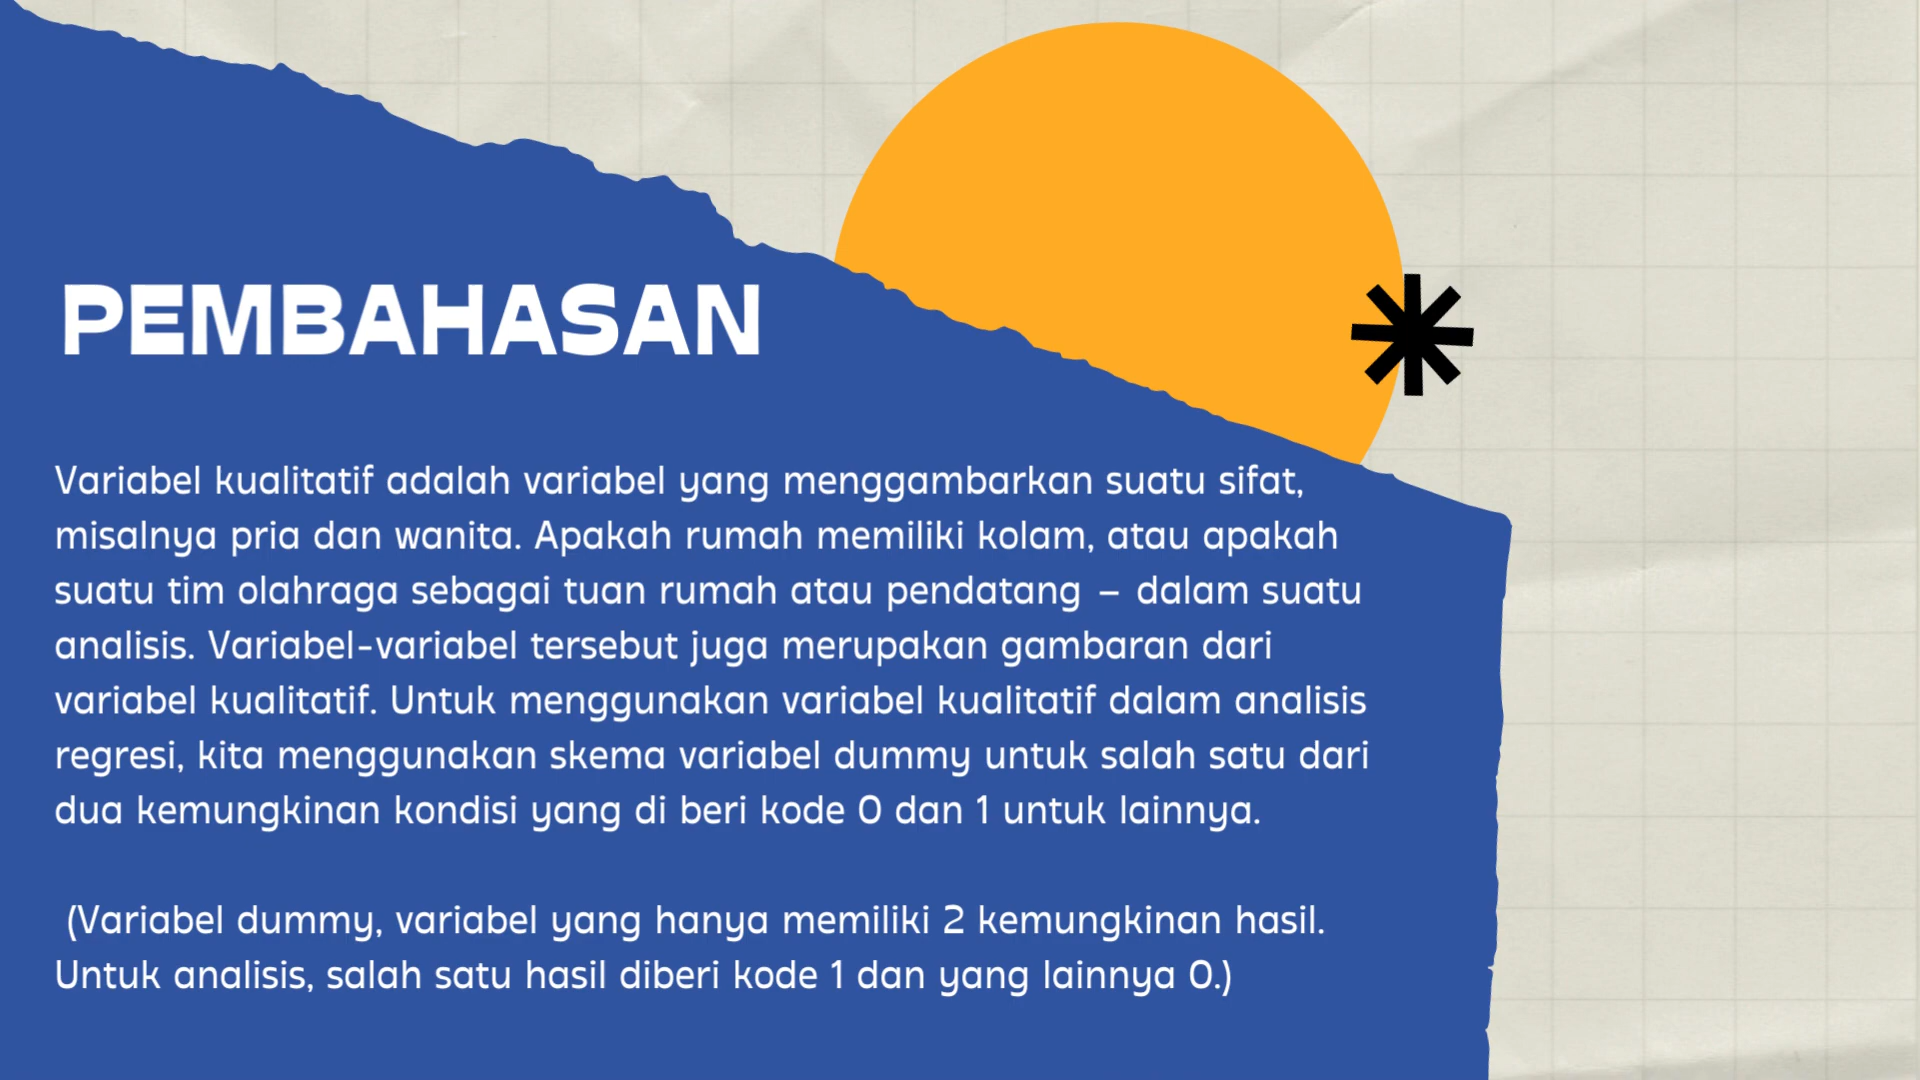 PEMBAHASAN
Variabel kualitatif adalah variabel yang menggambarkan suatu sifat,
misalnya pria dan wanita. Apakah rumah memiliki kolam, atau apakah
suatu tim olahraga sebagai tuan rumah atau pendatang – dalam suatu
analisis. Variabel-variabel tersebut juga merupakan gambaran dari
variabel kualitatif. Untuk menggunakan variabel kualitatif dalam analisis
regresi, kita menggunakan skema variabel dummy untuk salah satu dari
dua kemungkinan kondisi yang di beri kode 0 dan 1 untuk lainnya.
(Variabel dummy, variabel yang hanya memiliki 2 kemungkinan hasil.
Untuk analisis, salah satu hasil diberi kode 1 dan yang lainnya 0.)